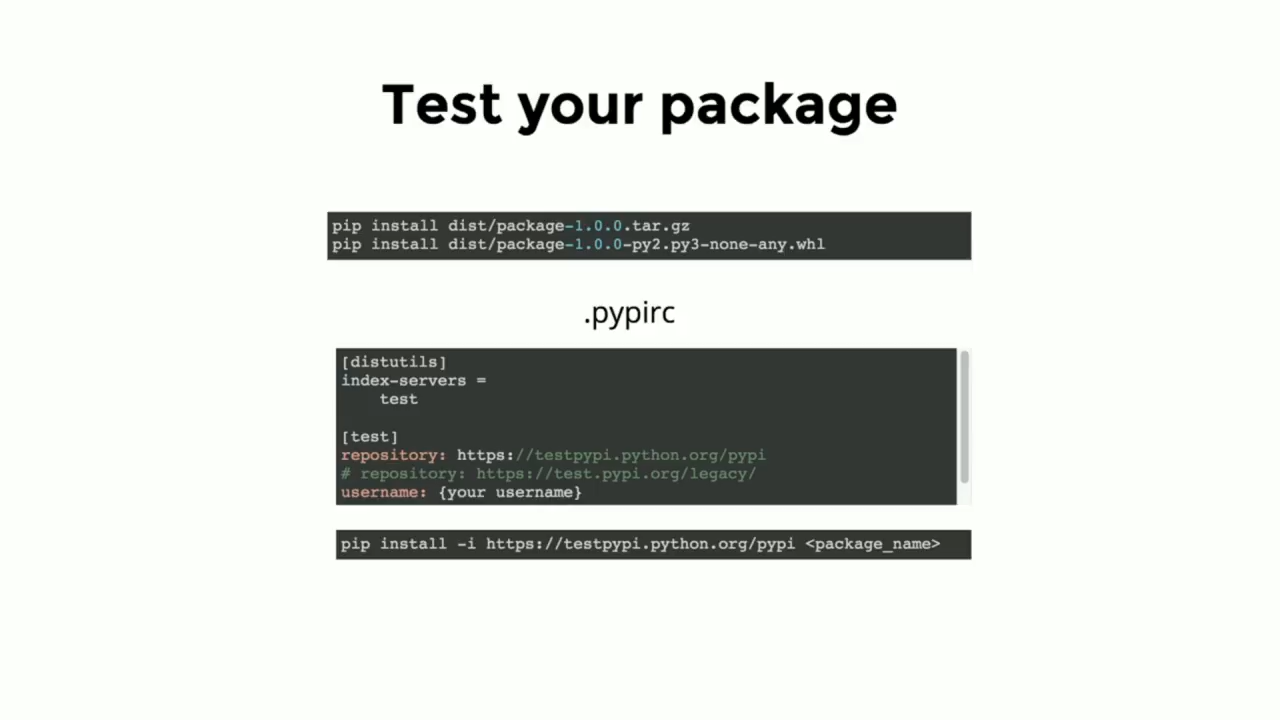 Test your package
pip install dist/package-1.0.0.tar.gz
pip install dist/package-1.0.0-py2.py3-none-any.whl
.pypirc
[distutils]
index-servers =
    test
[test]
repository: https://testpypi.python.org/pypi
# repository: https://test.pypi.org/legacy/
username: {your username}
pip install -i https://testpypi.python.org/pypi <package_name>